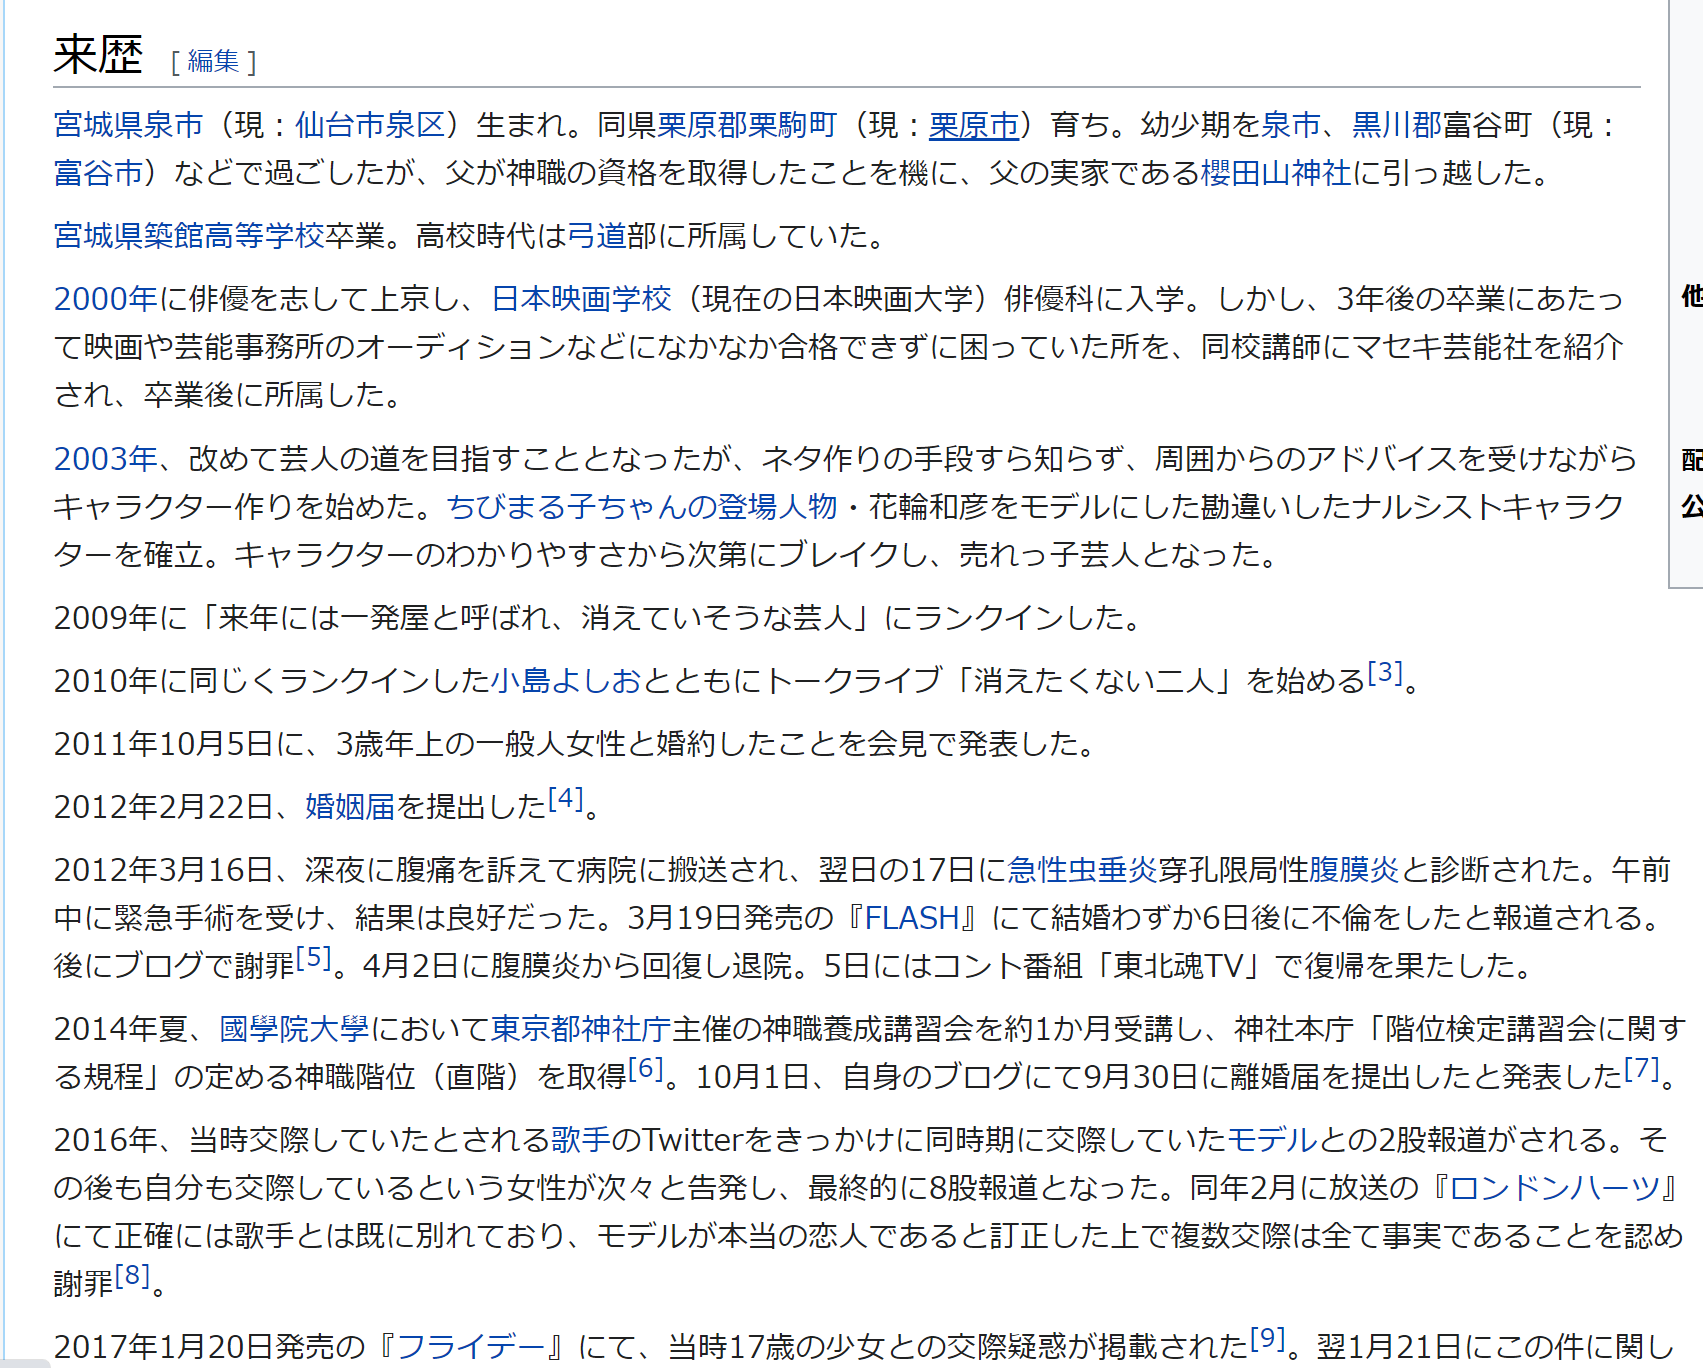 来歴 [ 編集 ]
宮城県泉市（現：仙台市泉区）生まれ。同県栗原郡栗駒町（現：栗原市）育ち。幼少期を泉市、黒川郡富谷町（現：
富谷市）などで過ごしたが、父が神職の資格を取得したことを機に、父の実家である櫻田山神社に引っ越した。
宮城県築館高等学校卒業。高校時代は弓道部に所属していた。
2000年に俳優を志して上京し、日本映画学校（現在の日本映画大学）俳優科に入学。しかし、3年後の卒業にあたっ
て映画や芸能事務所のオーディションなどになかなか合格できずに困っていた所を、同校講師にマセキ芸能社を紹介
され、卒業後に所属した。
2003年、改めて芸人の道を目指すこととなったが、ネタ作りの手段すら知らず、周囲からのアドバイスを受けながら
キャラクター作りを始めた。ちびまる子ちゃんの登場人物・花輪和彦をモデルにした勘違いしたナルシストキャラク
ターを確立。キャラクターのわかりやすさから次第にブレイクし、売れっ子芸人となった。
2009年に「来年には一発屋と呼ばれ、消えていそうな芸人」にランクインした。
2010年に同じくランクインした小島よしおとともにトークライブ「消えたくない二人」を始める[3]。
2011年10月5日に、3歳年上の一般人女性と婚約したことを会見で発表した。
2012年2月22日、婚姻届を提出した[4]。
2012年3月16日、深夜に腹痛を訴えて病院に搬送され、翌日の17日に急性虫垂炎穿孔限局性腹膜炎と診断された。午前
中に緊急手術を受け、結果は良好だった。3月19日発売の『FLASH』にて結婚わずか6日後に不倫をしたと報道される。
後にブログで謝罪[5]。4月2日に腹膜炎から回復し退院。5日にはコント番組「東北魂TV」で復帰を果たした。
2014年夏、國學院大學において東京都神社庁主催の神職養成講習会を約1か月受講し、神社本庁「階位検定講習会に関す
る規程」の定める神職階位（直階）を取得[6]。10月1日、自身のブログにて9月30日に離婚届を提出したと発表した[7]。
2016年、当時交際していたとされる歌手のTwitterをきっかけに同時期に交際していたモデルとの2股報道がされる。そ
の後も自分も交際しているという女性が次々と告発し、最終的に8股報道となった。同年2月に放送の『ロンドンハーツ』
にて正確には歌手とは既に別れており、モデルが本当の恋人であると訂正した上で複数交際は全て事実であることを認め
謝罪[8]。
2017年1月20日発売の『フライデー』にて、当時17歳の少女との交際疑惑が掲載された[9]。翌1月21日にこの件に関し
配
公